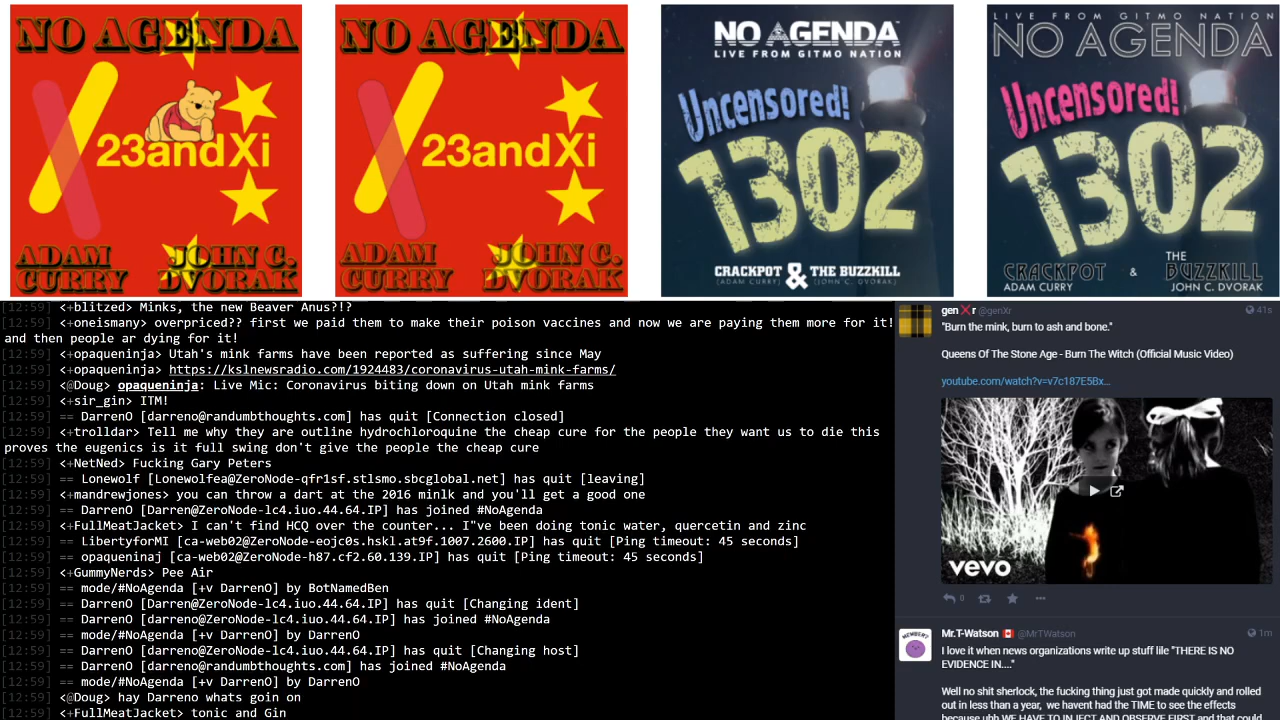 NO AGENDA
23andXi
ADAM CURRY
JOHN C. DVORAK
NO AGENDA
23andXi
ADAM CURRY
JOHN C. DVORAK
NO AGENDA™
LIVE FROM GITMO NATION
Uncensored!
1302
CRACKPOT & THE BUZZKILL
[ADAM CURRY] [JOHN C. DVORAK]
LIVE FROM GITMO NATION
NO AGENDA
Uncensored!
1302
CRACKPOT & THE BUZZKILL
ADAM CURRY JOHN C. DVORAK
[12:59] <+blitzed> Minks, the new Beaver Anus?!?
[12:59] <+oneismany> overpriced?? first we paid them to make their poison vaccines and now we are paying them more for it!
and then people ar dying for it!
[12:59] <+opaqueninja> Utah's mink farms have been reported as suffering since May
[12:59] <+opaqueninja> https://kslnewsradio.com/1924483/coronavirus-utah-mink-farms/
[12:59] <@Doug> opaqueninja: Live Mic: Coronavirus biting down on Utah mink farms
[12:59] <+sir_gin> ITM!
[12:59] == DarrenO [darreno@randumbthoughts.com] has quit [Connection closed]
[12:59] <+trolldar> Tell me why they are outline hydrochloroquine the cheap cure for the people they want us to die this
proves the eugenics is it full swing don't give the people the cheap cure
[12:59] <+NetNed> Fucking Gary Peters
[12:59] == Lonewolf [Lonewolfea@ZeroNode-qfr1sf.stlsmo.sbcglobal.net] has quit [leaving]
[12:59] <+mandrewjones> you can throw a dart at the 2016 minlk and you'll get a good one
[12:59] == DarrenO [Darren@ZeroNode-lc4.iuo.44.64.IP] has joined #NoAgenda
[12:59] <+FullMeatJacket> I can't find HCQ over the counter... I"ve been doing tonic water, quercetin and zinc
[12:59] == LibertyforMI [ca-web02@ZeroNode-eojc0s.hskl.at9f.1007.2600.IP] has quit [Ping timeout: 45 seconds]
[12:59] == opaqueninaj [ca-web02@ZeroNode-h87.cf2.60.139.IP] has quit [Ping timeout: 45 seconds]
[12:59] <+GummyNerds> Pee Air
[12:59] == mode/#NoAgenda [+v DarrenO] by BotNamedBen
[12:59] == DarrenO [Darren@ZeroNode-lc4.iuo.44.64.IP] has quit [Changing ident]
[12:59] == DarrenO [Darren@ZeroNode-lc4.iuo.44.64.IP] has joined #NoAgenda
[12:59] == mode/#NoAgenda [+v DarrenO] by DarrenO
[12:59] == DarrenO [Darren@ZeroNode-lc4.iuo.44.64.IP] has quit [Changing host]
[12:59] == DarrenO [darreno@randumbthoughts.com] has joined #NoAgenda
[12:59] == mode/#NoAgenda [+v DarrenO] by DarrenO
[12:59] <@Doug> hay Darreno whats goin on
[12:59] <+FullMeatJacket> tonic and Gin
gen❌r @genXr 41s
"Burn the mink, burn to ash and bone."
Queens Of The Stone Age - Burn The Witch (Official Music Video)
youtube.com/watch?v=v7c187E5Bx…
vevo
0
MEMBER?
Mr.T-Watson 🇨🇦 @MrTWatson 1m
I love it when news organizations write up stuff lile "THERE IS NO
EVIDENCE IN...."
Well no shit sherlock, the fucking thing just got made quickly and rolled
out in less than a year, we havent had the TIME to see the effects
because uhh WE HAVE TO INJECT AND OBSERVE FIRST and that could